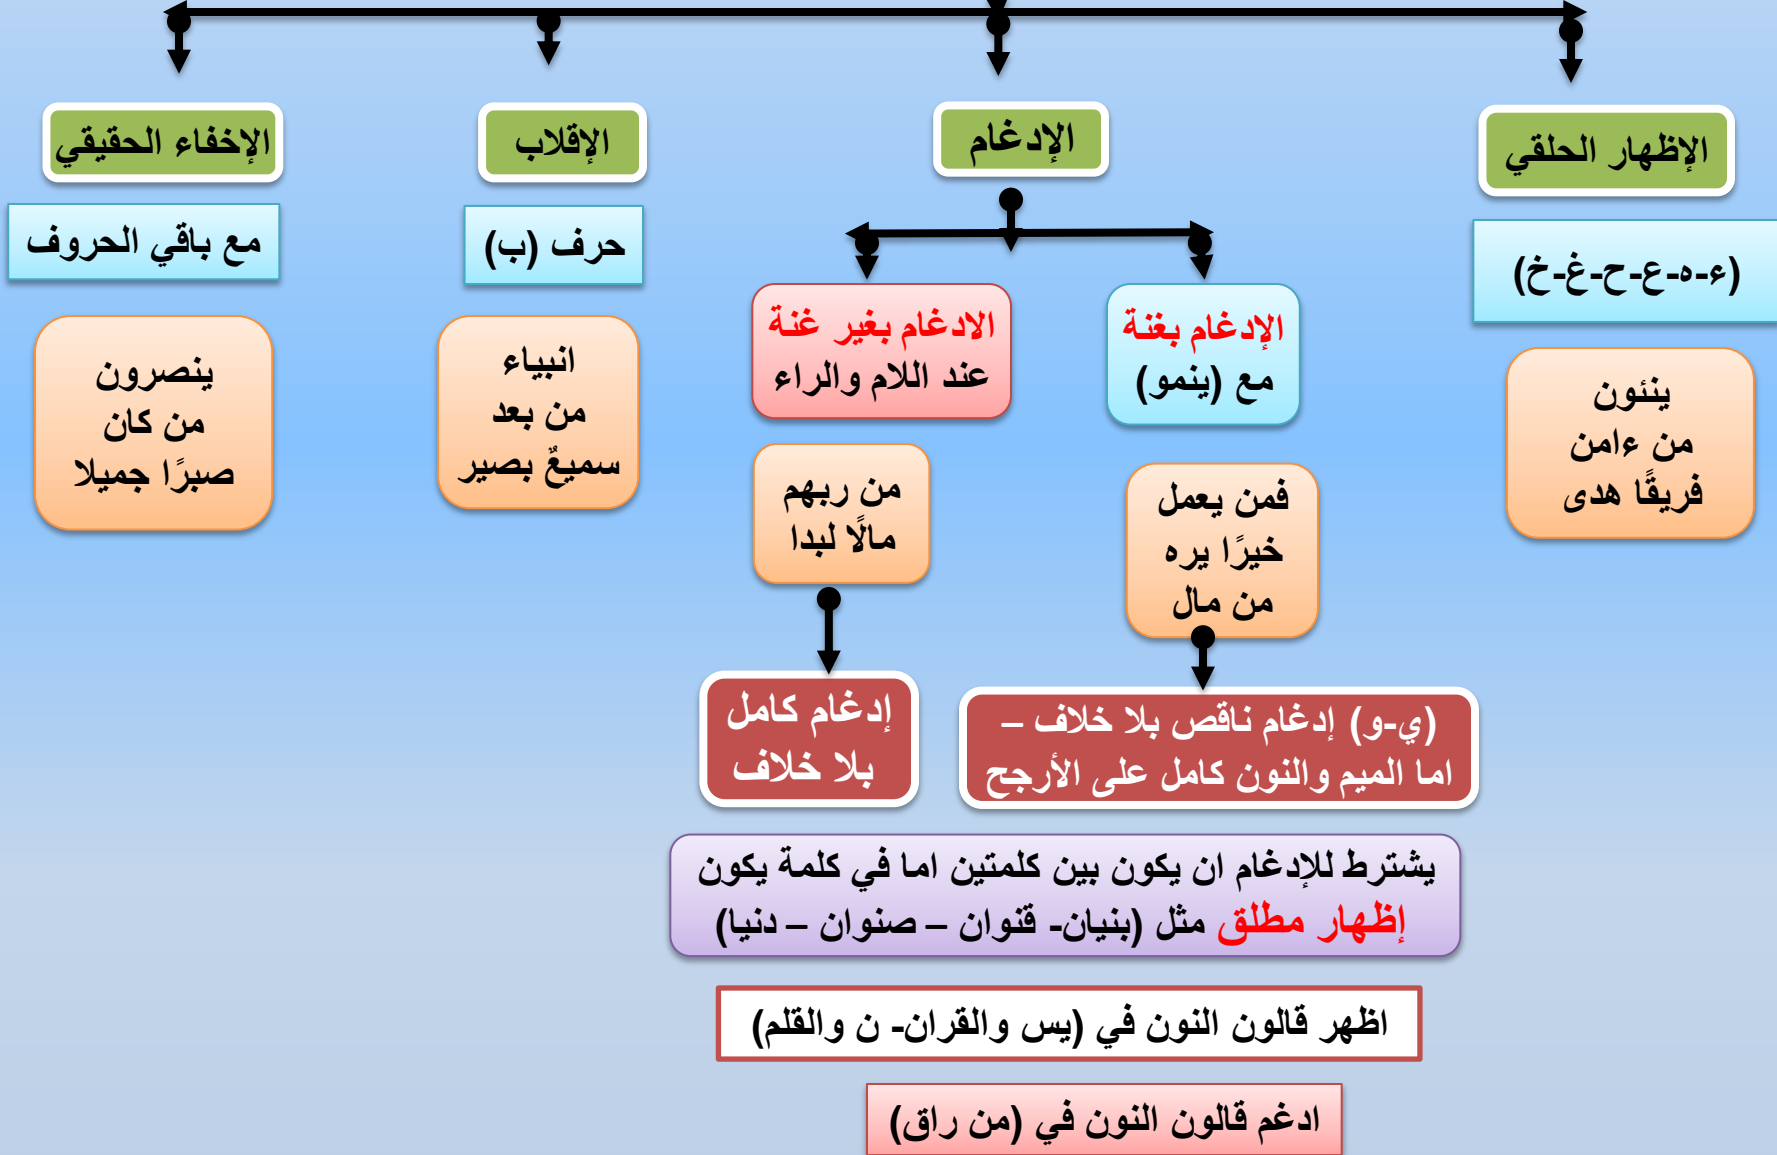 الإظهار الحلقي
(ء-ه-ع-ح-غ-خ)
ينئون
من ءامن
فريقًا هدى
الإدغام
الإدغام بغنة
مع (ينمو)
فمن يعمل
خيرًا يره
من مال
(ي-و) إدغام ناقص بلا خلاف –
اما الميم والنون كامل على الأرجح
الادغام بغير غنة
عند اللام والراء
من ربهم
مالًا لبدا
إدغام كامل
بلا خلاف
يشترط للإدغام ان يكون بين كلمتين اما في كلمة يكون
إظهار مطلق مثل (بنيان- قنوان – صنوان – دنيا)
اظهر قالون النون في (يس والقران- ن والقلم)
ادغم قالون النون في (من راق)
الإقلاب
حرف (ب)
انبياء
من بعد
سميعٌ بصير
الإخفاء الحقيقي
مع باقي الحروف
ينصرون
من كان
صبرًا جميلا